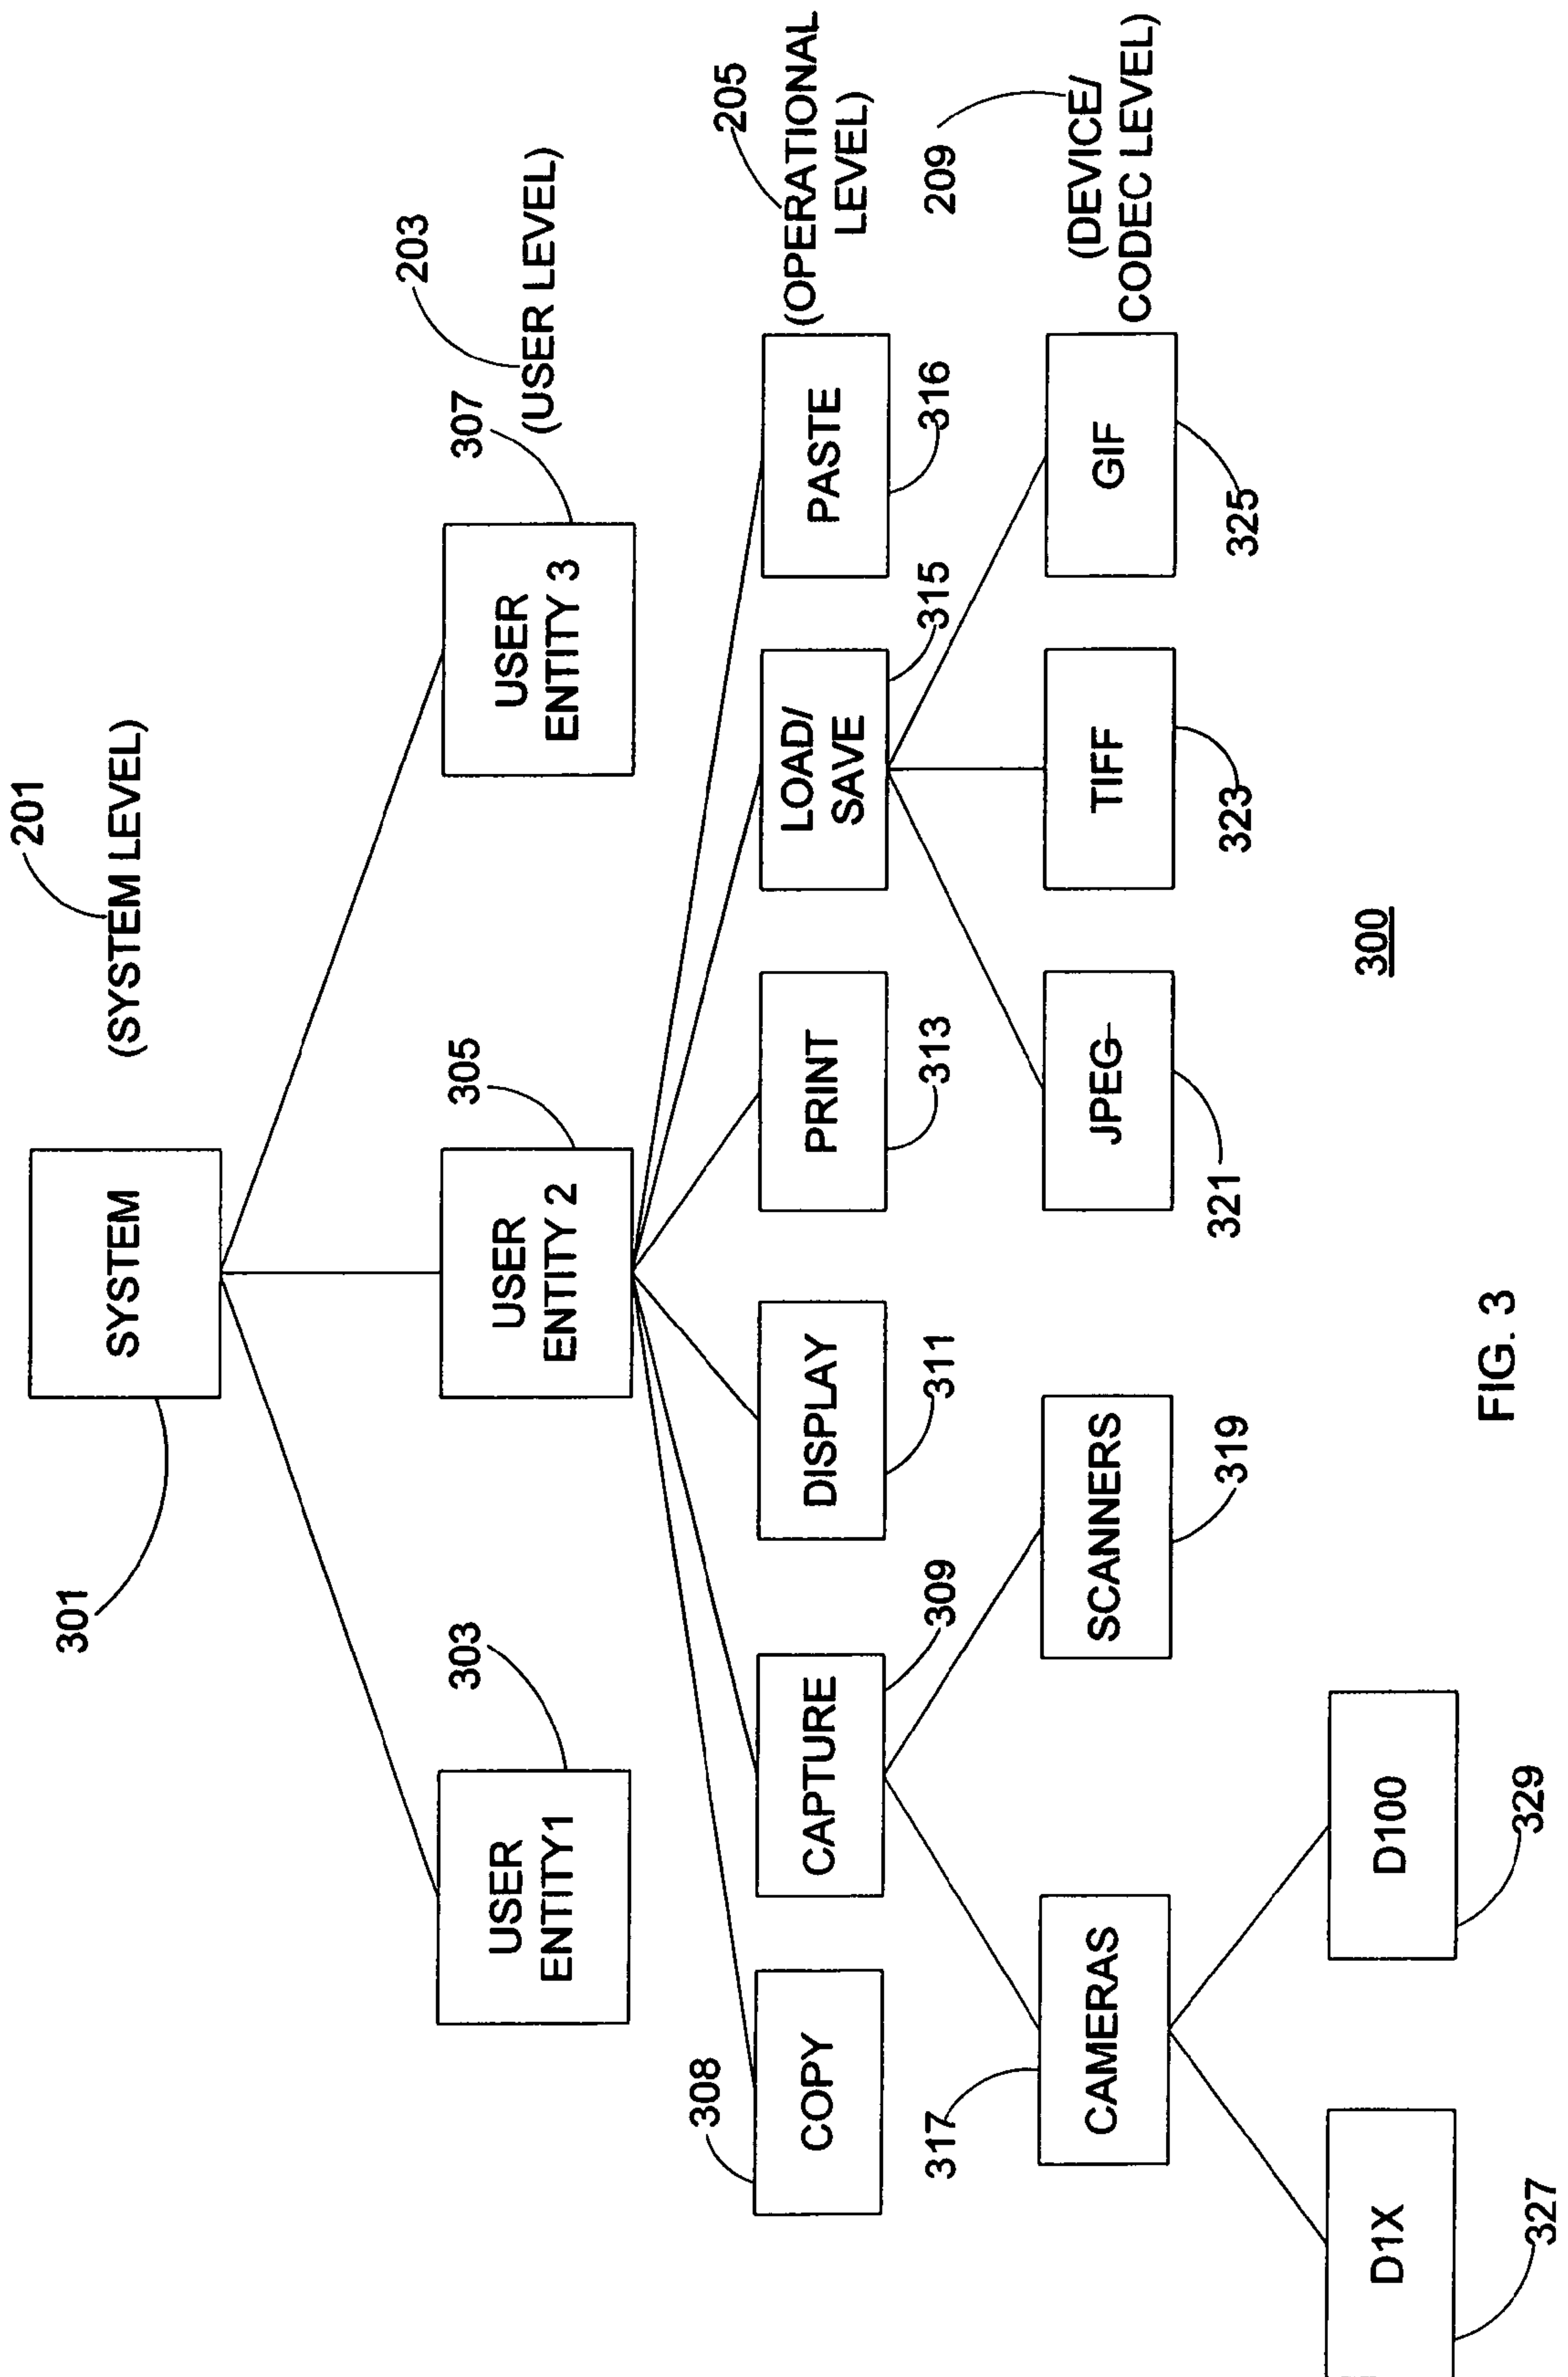 201
(SYSTEM LEVEL)
301
SYSTEM
203
(USER LEVEL)
303
305
307
USER
ENTITY1
USER
ENTITY 2
USER
ENTITY 3
205
(OPERATIONAL
LEVEL)
308
COPY
CAPTURE
DISPLAY
PRINT
LOAD/
SAVE
PASTE
309
311
313
315
316
209
(DEVICE/
CODEC LEVEL)
317
CAMERAS
SCANNERS
JPEG
TIFF
GIF
319
321
323
325
D1X
D100
327
329
300
FIG. 3